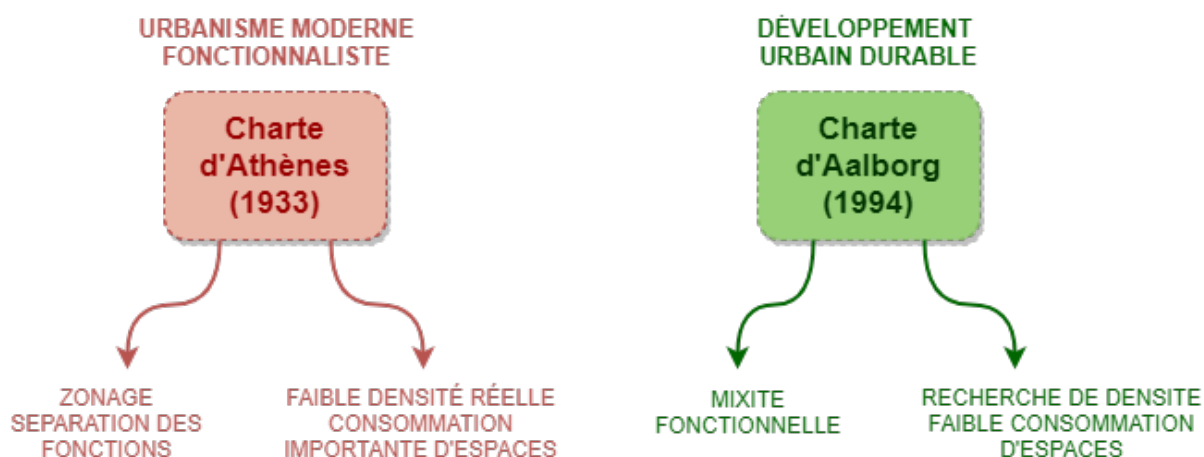 URBANISME MODERNE
FONCTIONNALISTE
Charte
d'Athènes
(1933)
ZONAGE
SEPARATION DES
FONCTIONS
FAIBLE DENSITÉ RÉELLE
CONSOMMATION
IMPORTANTE D'ESPACES
DÉVELOPPEMENT
URBAIN DURABLE
Charte
d'Aalborg
(1994)
MIXITE
FONCTIONNELLE
RECHERCHE DE DENSITE
FAIBLE CONSOMMATION
D'ESPACES